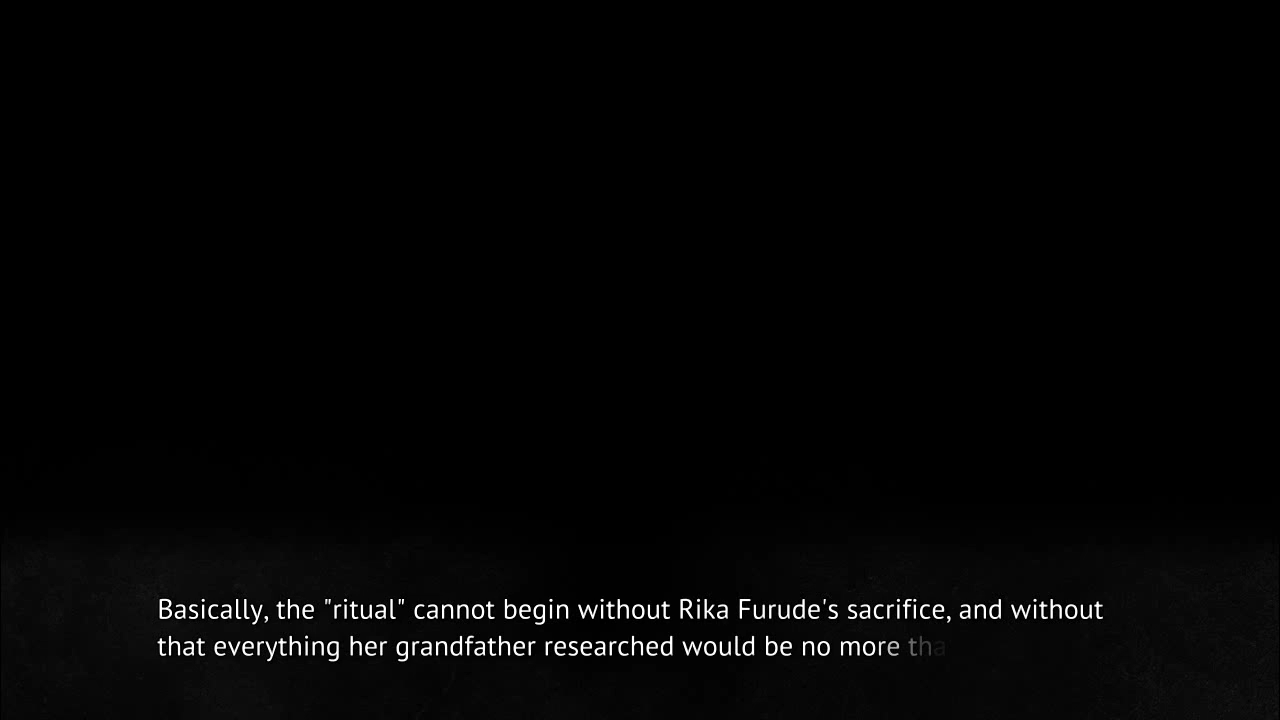 Basically, the "ritual" cannot begin without Rika Furude's sacrifice, and without
that everything her grandfather researched would be no more tha